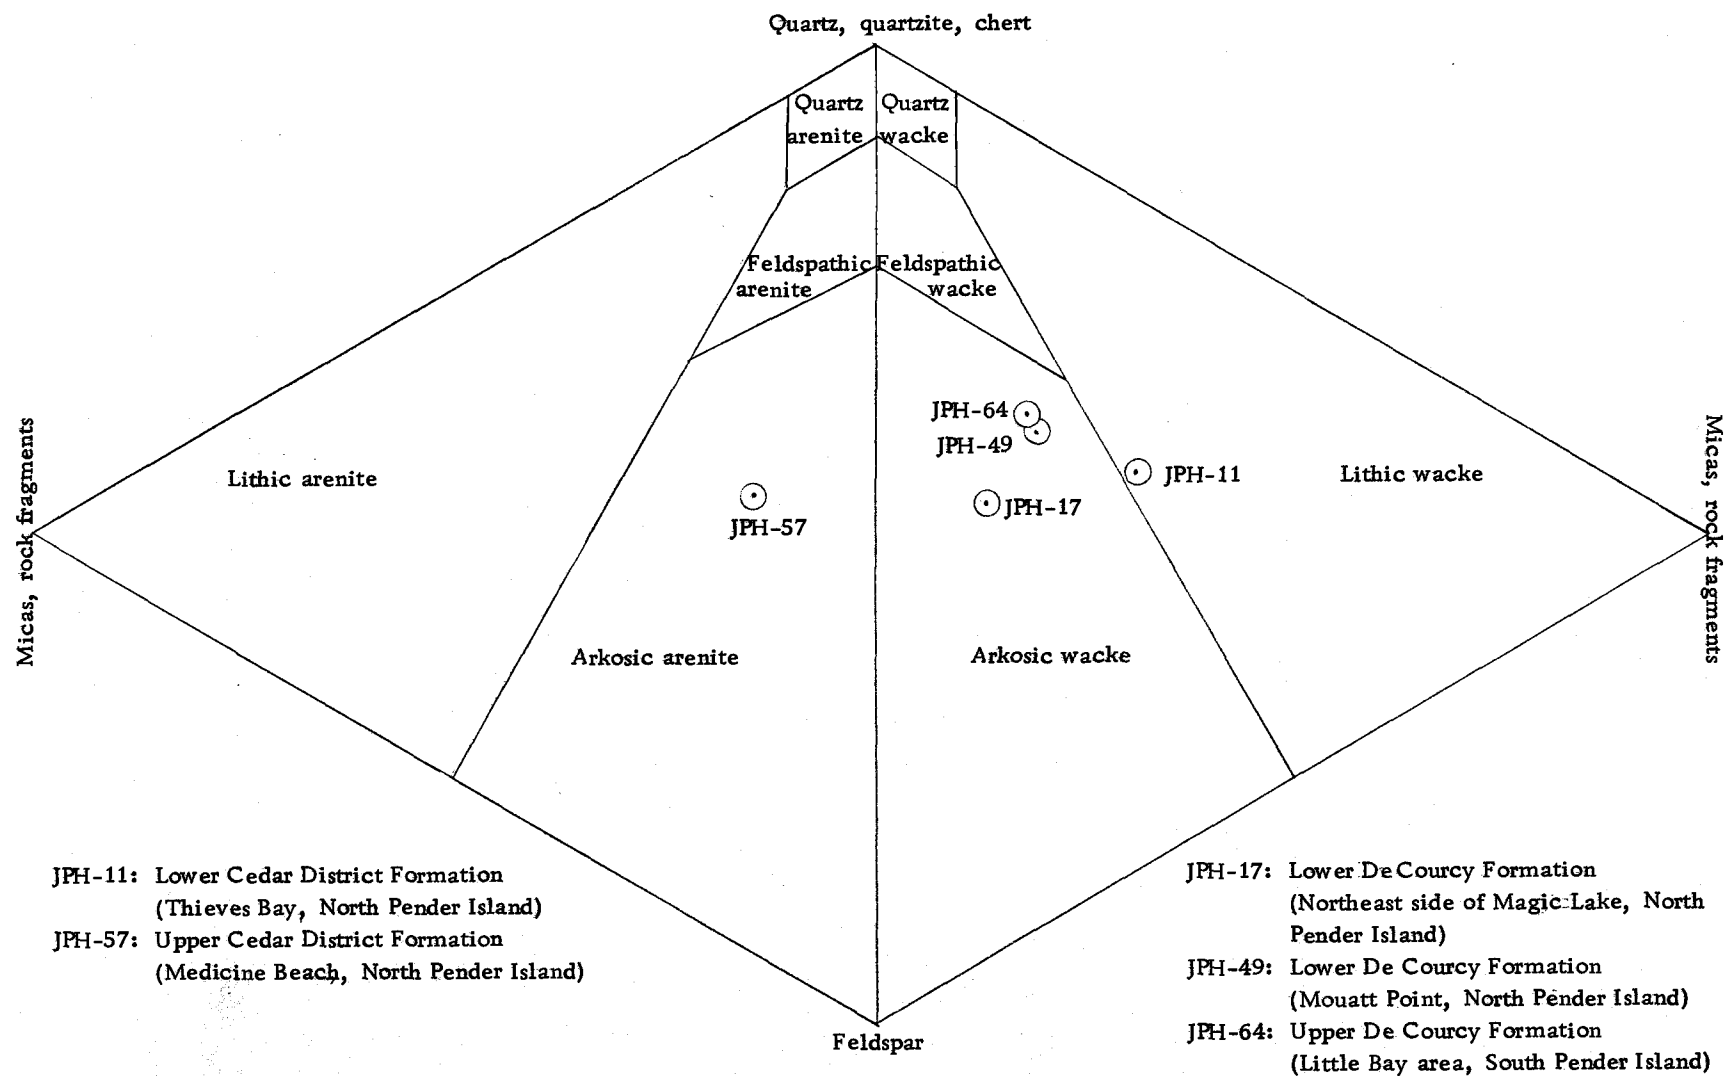 Quartz, quartzite, chert
Quartz arenite
Quartz wacke
Feldspathic arenite
Feldspathic wacke
Micas, rock fragments
Micas, rock fragments
JPH-64
JPH-49
JPH-11
JPH-17
JPH-57
Lithic arenite
Lithic wacke
Arkosic arenite
Arkosic wacke
Feldspar
JPH-11: Lower Cedar District Formation
(Thieves Bay, North Pender Island)
JPH-57: Upper Cedar District Formation
(Medicine Beach, North Pender Island)
JPH-17: Lower De Courcy Formation
(Northeast side of Magic Lake, North
Pender Island)
JPH-49: Lower De Courcy Formation
(Mouatt Point, North Pender Island)
JPH-64: Upper De Courcy Formation
(Little Bay area, South Pender Island)